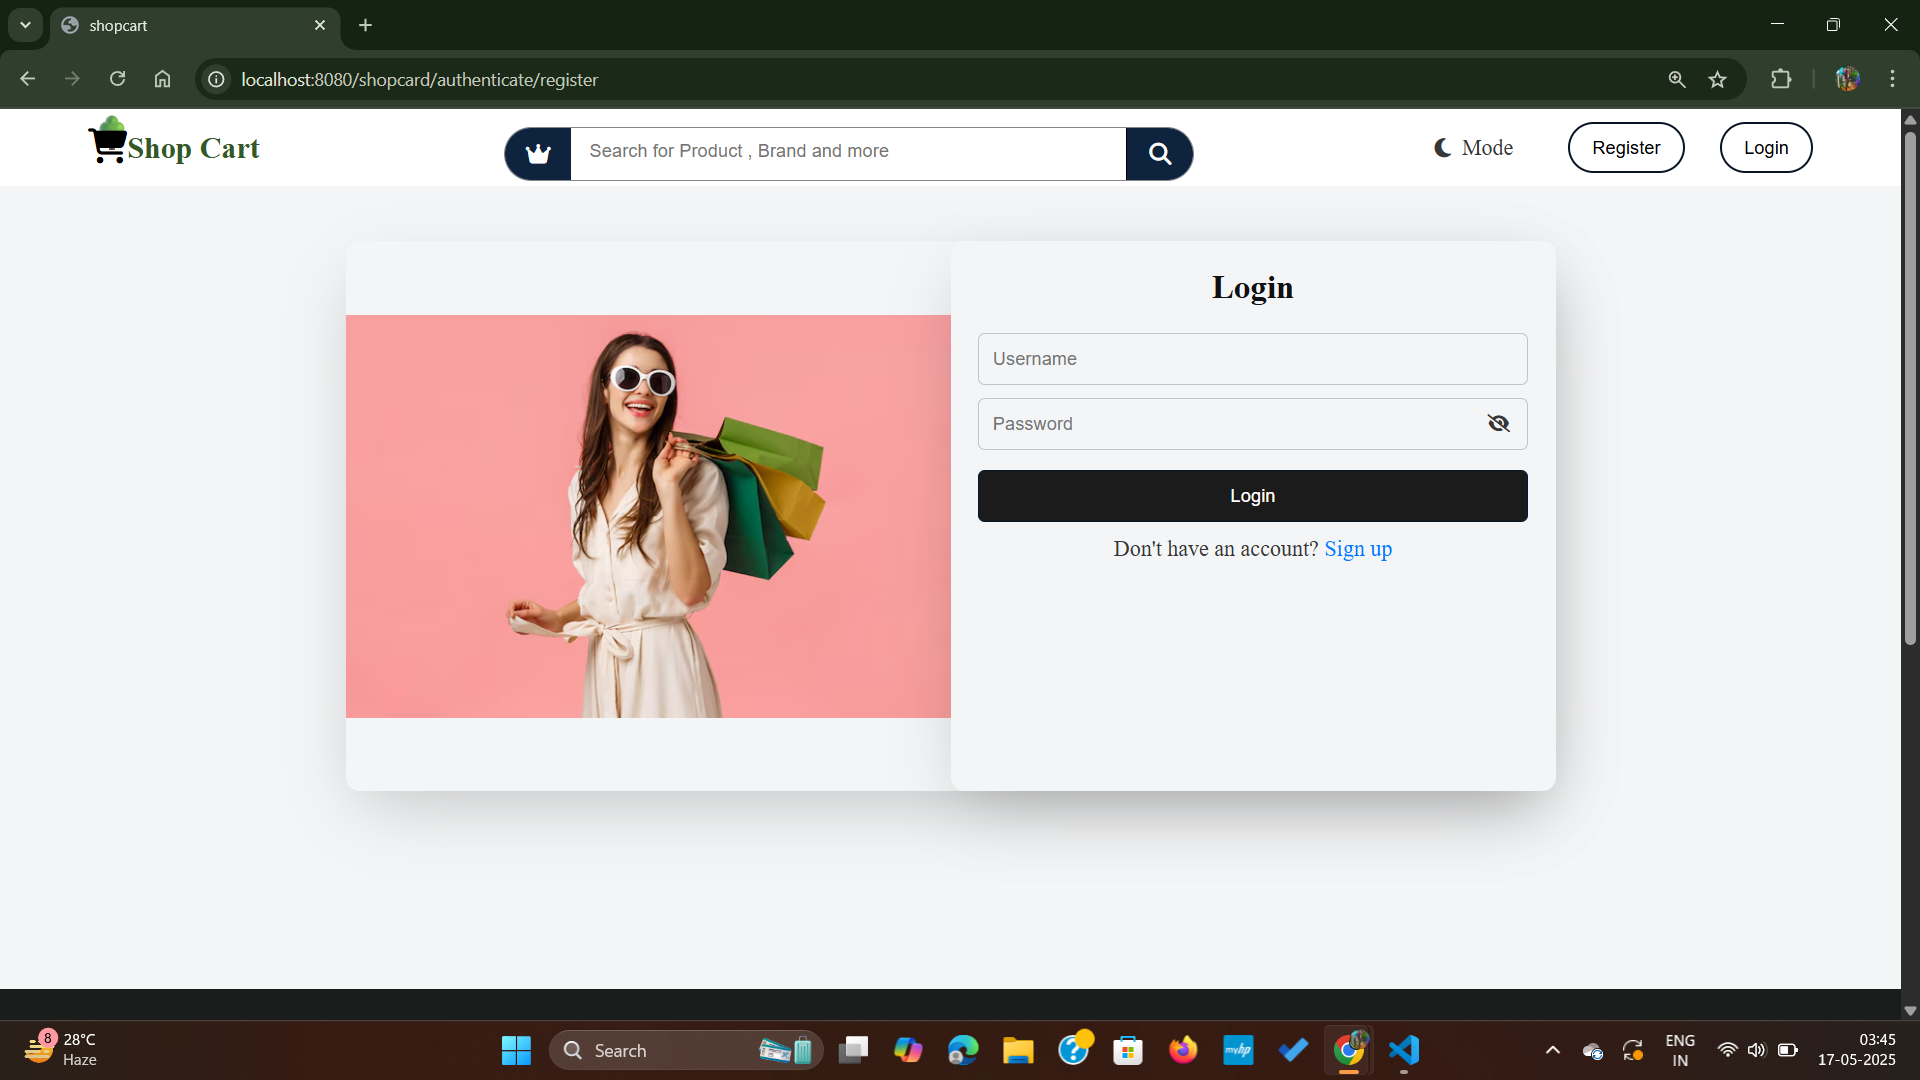 shopcart
localhost:8080/shopcard/authenticate/register
Shop Cart
Search for Product , Brand and more
Mode
Register
Login
Login
Username
Password
Login
Don't have an account? Sign up
8
28°C
Haze
Search
myhp
ENG
IN
03:45
17-05-2025